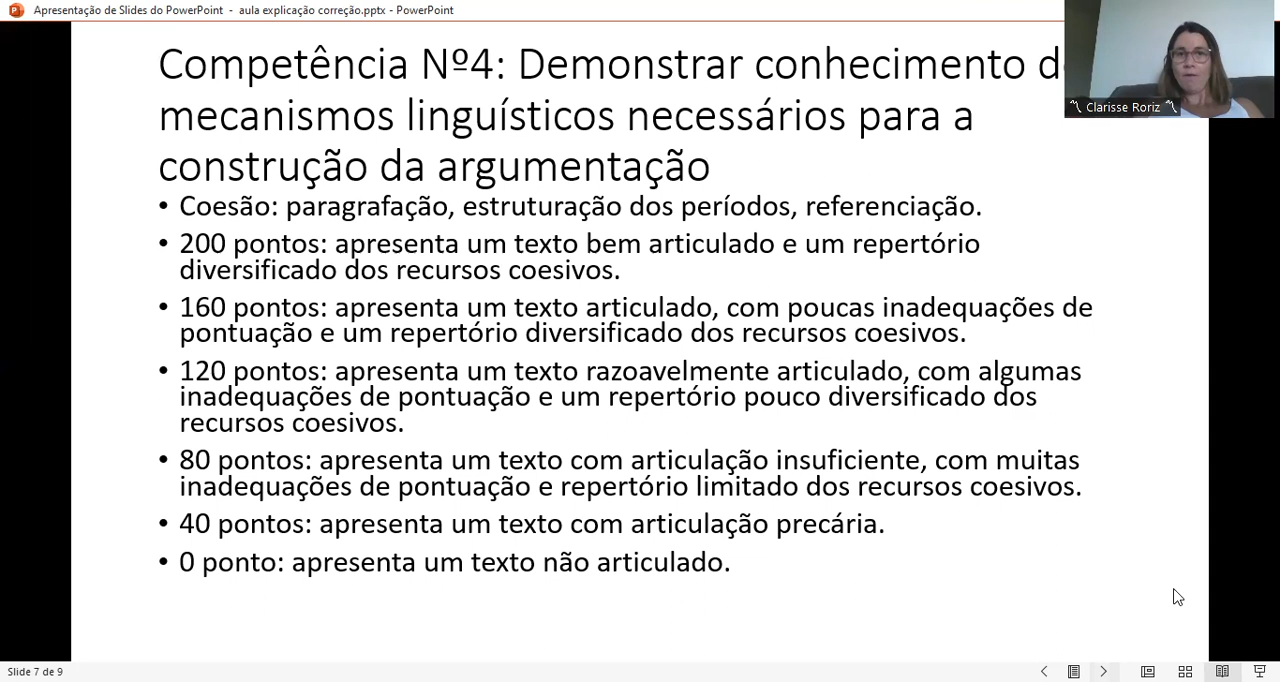 Apresentação de Slides do PowerPoint - aula explicação correção.pptx - PowerPoint
Competência Nº4: Demonstrar conhecimento d
mecanismos linguísticos necessários para a
construção da argumentação
Clarisse Roriz
• Coesão: paragrafação, estruturação dos períodos, referenciação.
• 200 pontos: apresenta um texto bem articulado e um repertório
diversificado dos recursos coesivos.
• 160 pontos: apresenta um texto articulado, com poucas inadequações de
pontuação e um repertório diversificado dos recursos coesivos.
• 120 pontos: apresenta um texto razoavelmente articulado, com algumas
inadequações de pontuação e um repertório pouco diversificado dos
recursos coesivos.
• 80 pontos: apresenta um texto com articulação insuficiente, com muitas
inadequações de pontuação e repertório limitado dos recursos coesivos.
• 40 pontos: apresenta um texto com articulação precária.
• 0 ponto: apresenta um texto não articulado.
Slide 7 de 9